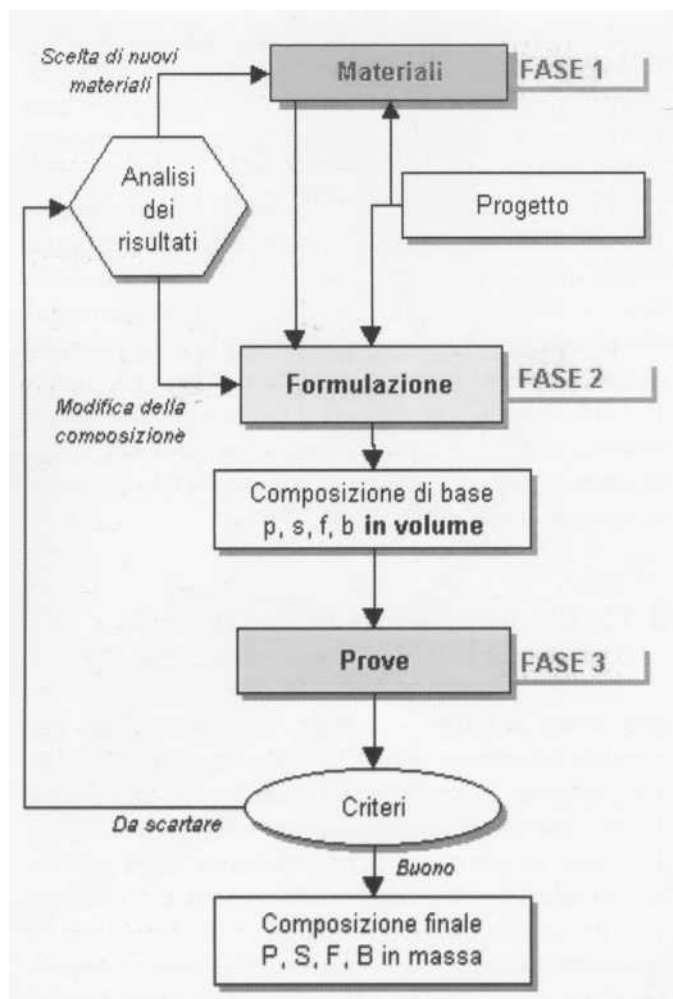 Scelta di nuovi
materiali
Materiali
FASE 1
Analisi
dei
risultati
Progetto
Formulazione
FASE 2
Modifica della
composizione
Composizione di base
p, s, f, b in volume
Prove
FASE 3
Criteri
Da scartare
Buono
Composizione finale
P, S, F, B in massa